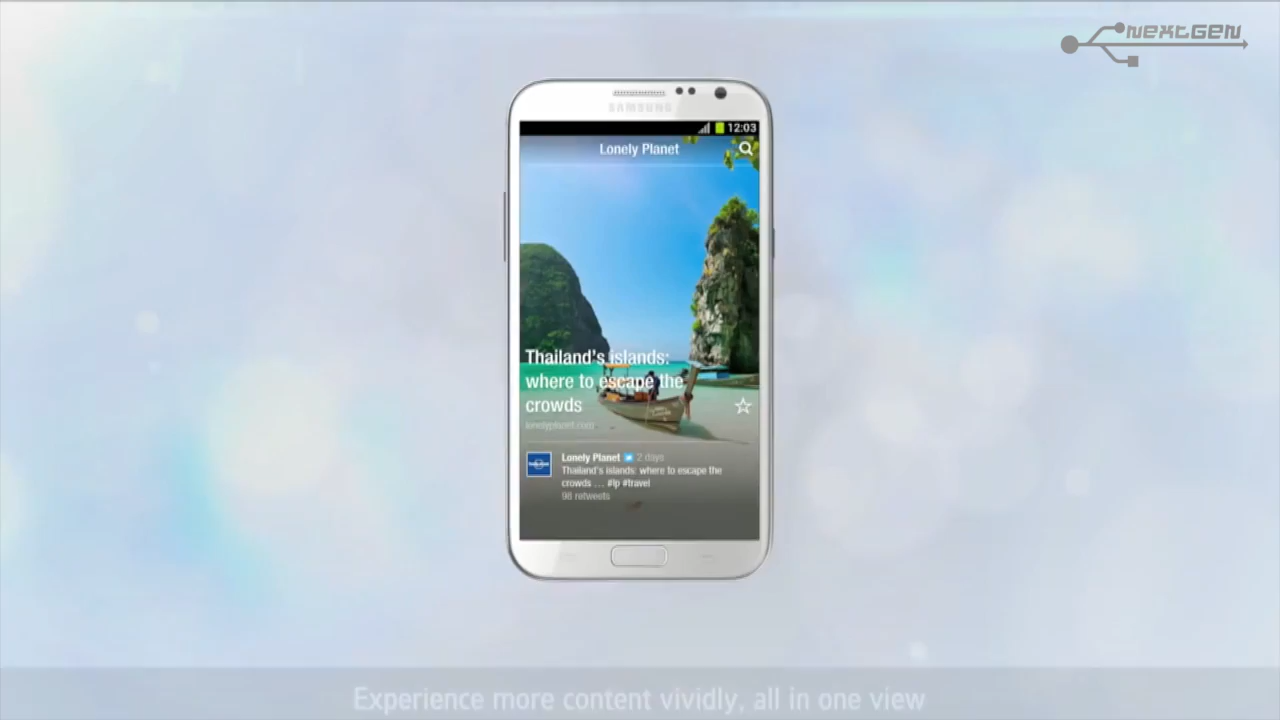 NEXTGEN
SAMSUNG
12:03
Lonely Planet
Thailand's islands:
where to escape the
crowds
lonelyplanet.com
Lonely Planet 2 days
Thailand's islands: where to escape the
crowds ... #lp #travel
98 retweets
Experience more content vividly, all in one view